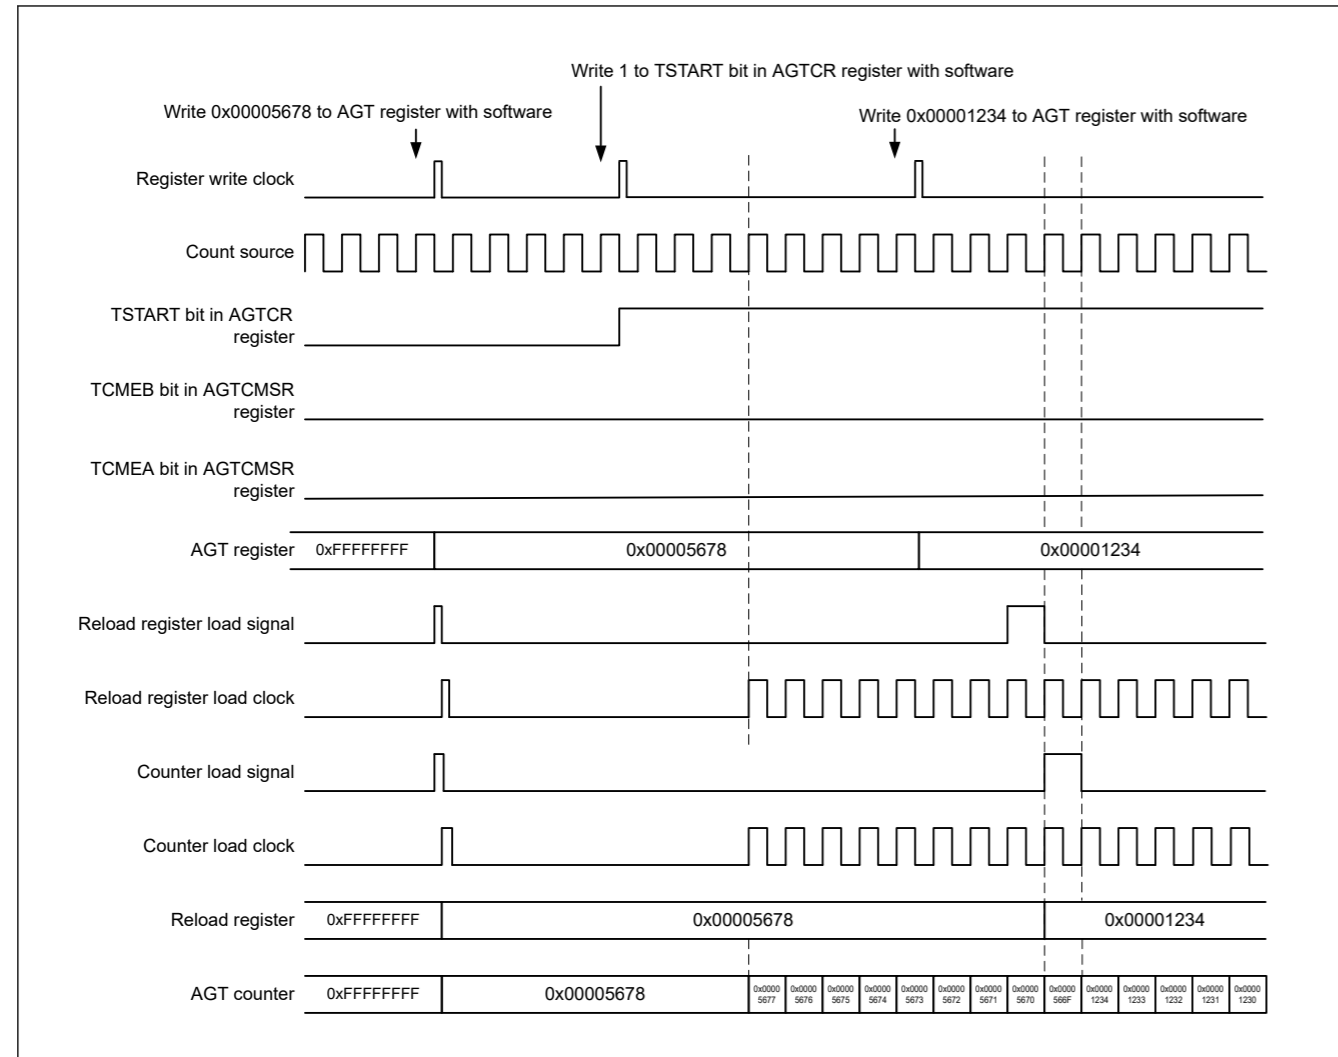 Write 1 to TSTART bit in AGTCR register with software
Write 0x00005678 to AGT register with software
Write 0x00001234 to AGT register with software
Register write clock
Count source
TSTART bit in AGTCR
register
TCMEB bit in AGTCMSR
register
TCMEA bit in AGTCMSR
register
AGT register 0xFFFFFFFF 0x00005678 0x00001234
Reload register load signal
Reload register load clock
Counter load signal
Counter load clock
Reload register 0xFFFFFFFF 0x00005678 0x00001234
AGT counter 0xFFFFFFFF 0x00005678
0x0000 0x0000 0x0000 0x0000 0x0000 0x0000 0x0000 0x0000 0x0000 0x0000 0x0000 0x0000 0x0000 0x0000
5677 5676 5675 5674 5673 5672 5671 5670 566F 1234 1233 1232 1231 1230